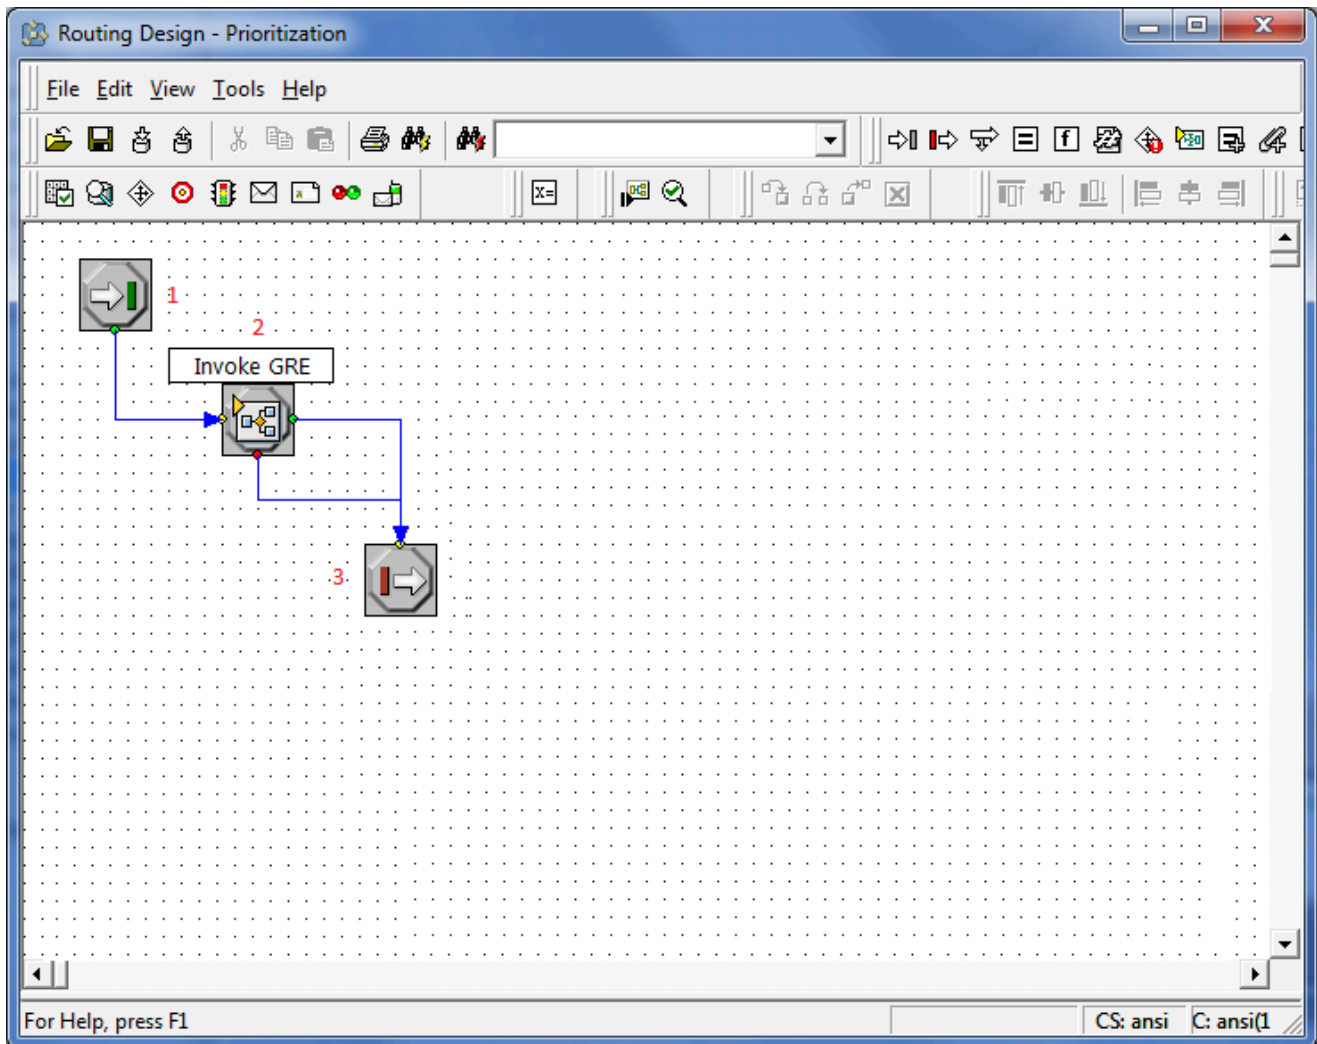 Routing Design - Prioritization
File Edit View Tools Help
X=
1
2
Invoke GRE
3
For Help, press F1
CS: ansi
C: ansi(1